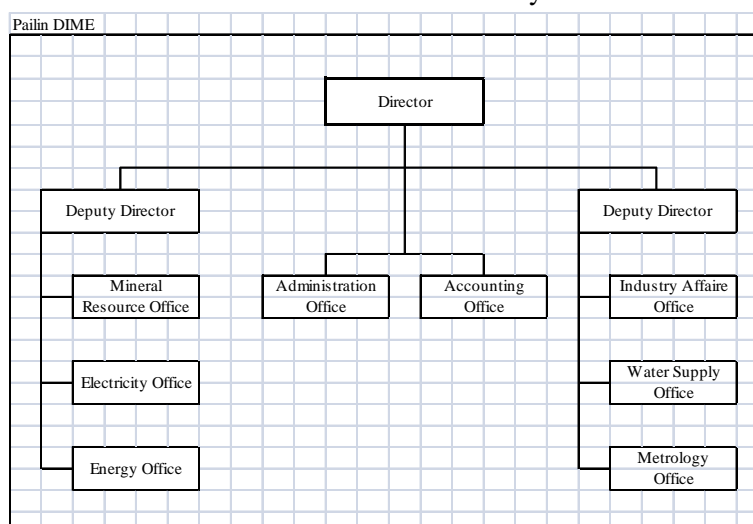 Pailin DIME
Director
Deputy Director
Deputy Director
Mineral
Resource Office
Administration
Office
Accounting
Office
Industry Affaire
Office
Electricity Office
Water Supply
Office
Energy Office
Metrology
Office